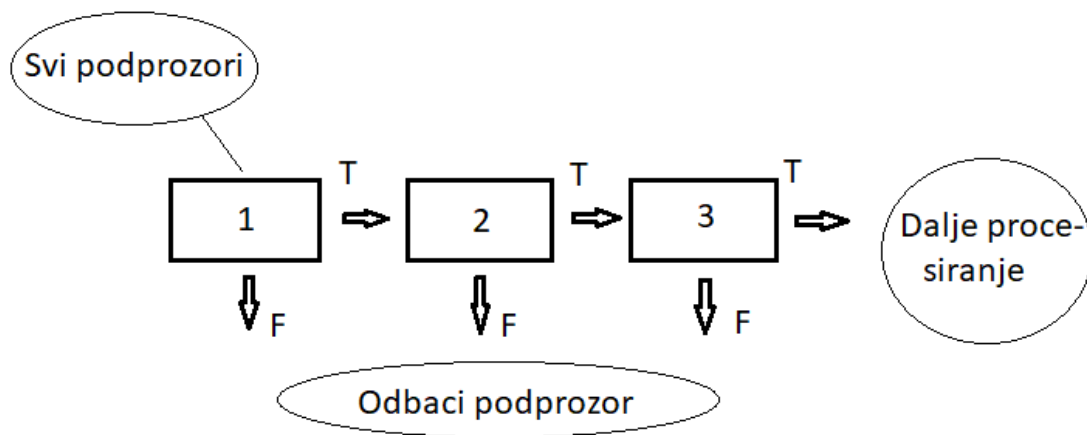 Svi podprozori
T
T
T
1
2
3
Dalje proce-
siranje
F
F
F
Odbaci podprozor